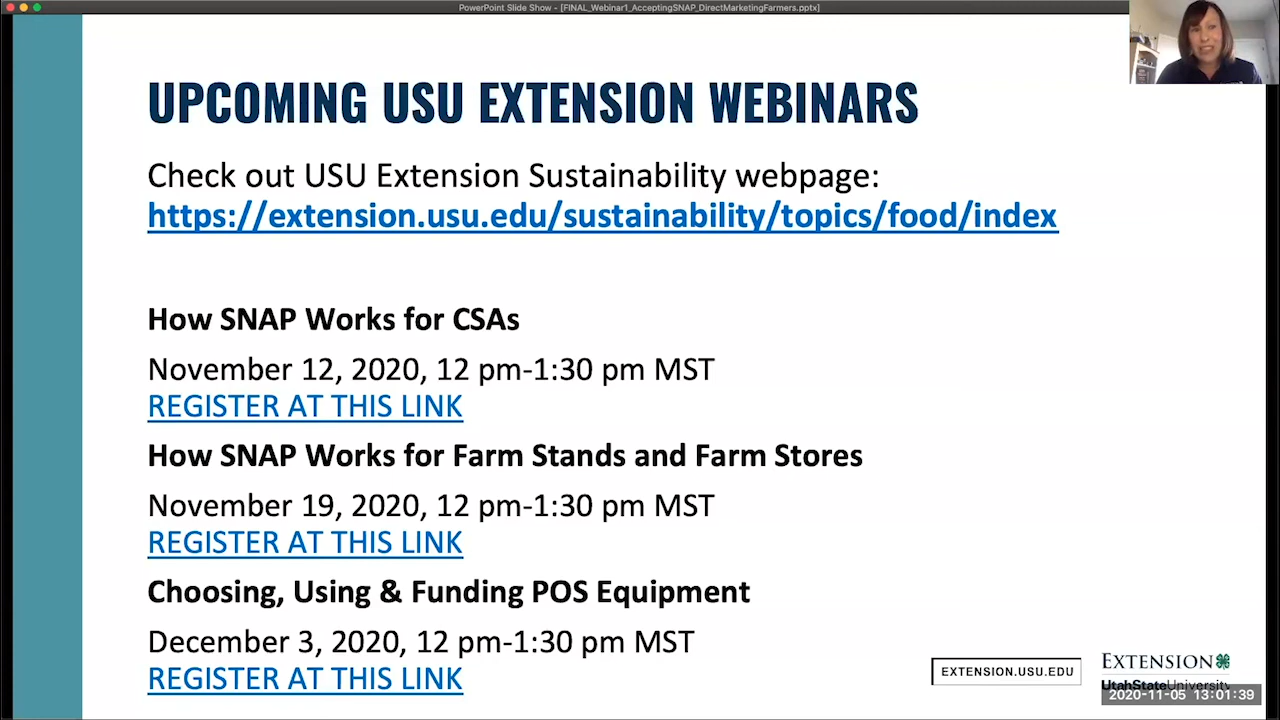 PowerPoint Slide Show - [FINAL_Webinar1_AcceptingSNAP_DirectMarketingFarmers.pptx]
UPCOMING USU EXTENSION WEBINARS
Check out USU Extension Sustainability webpage:
https://extension.usu.edu/sustainability/topics/food/index
How SNAP Works for CSAs
November 12, 2020, 12 pm-1:30 pm MST
REGISTER AT THIS LINK
How SNAP Works for Farm Stands and Farm Stores
November 19, 2020, 12 pm-1:30 pm MST
REGISTER AT THIS LINK
Choosing, Using & Funding POS Equipment
December 3, 2020, 12 pm-1:30 pm MST
REGISTER AT THIS LINK
EXTENSION.USU.EDU
EXTENSION
UtahStateUniversity
2020-11-05 13:01:39